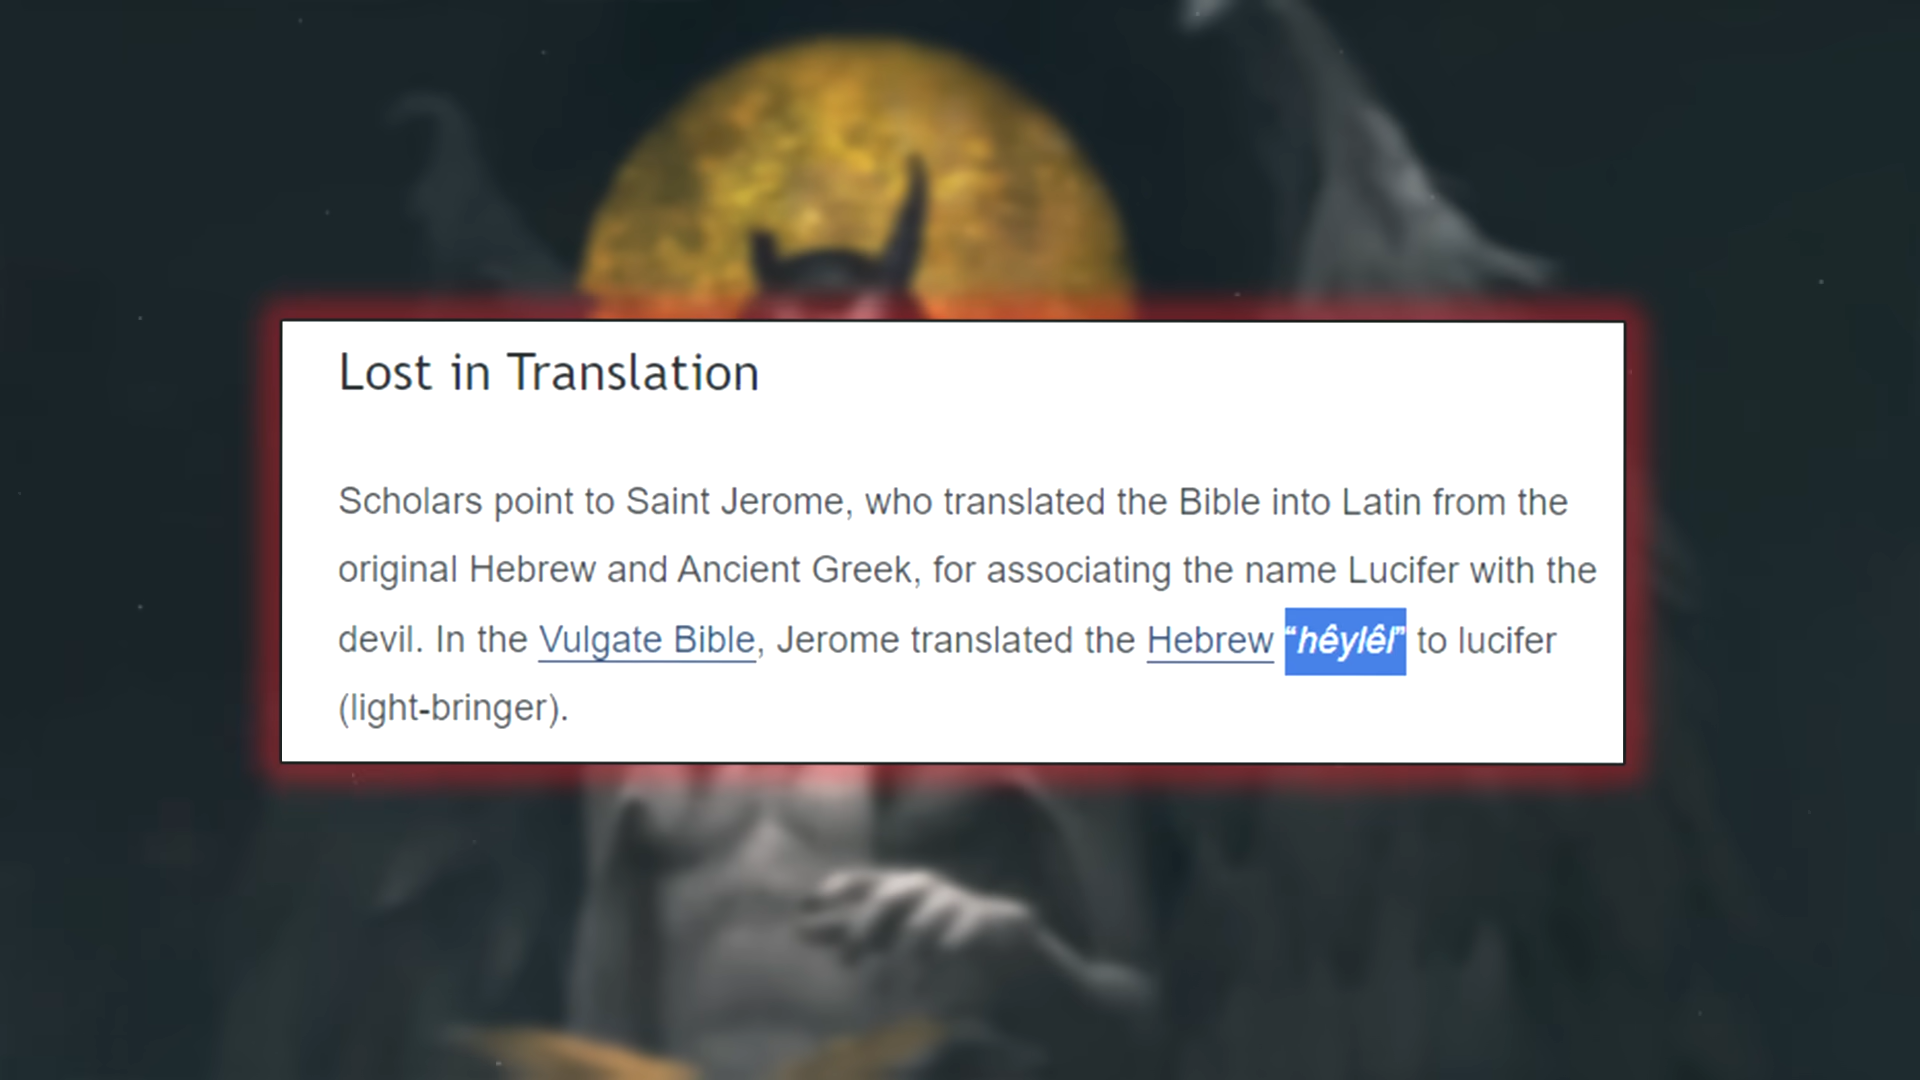 Lost in Translation
Scholars point to Saint Jerome, who translated the Bible into Latin from the
original Hebrew and Ancient Greek, for associating the name Lucifer with the
devil. In the Vulgate Bible, Jerome translated the Hebrew “hêylêl” to lucifer
(light-bringer).